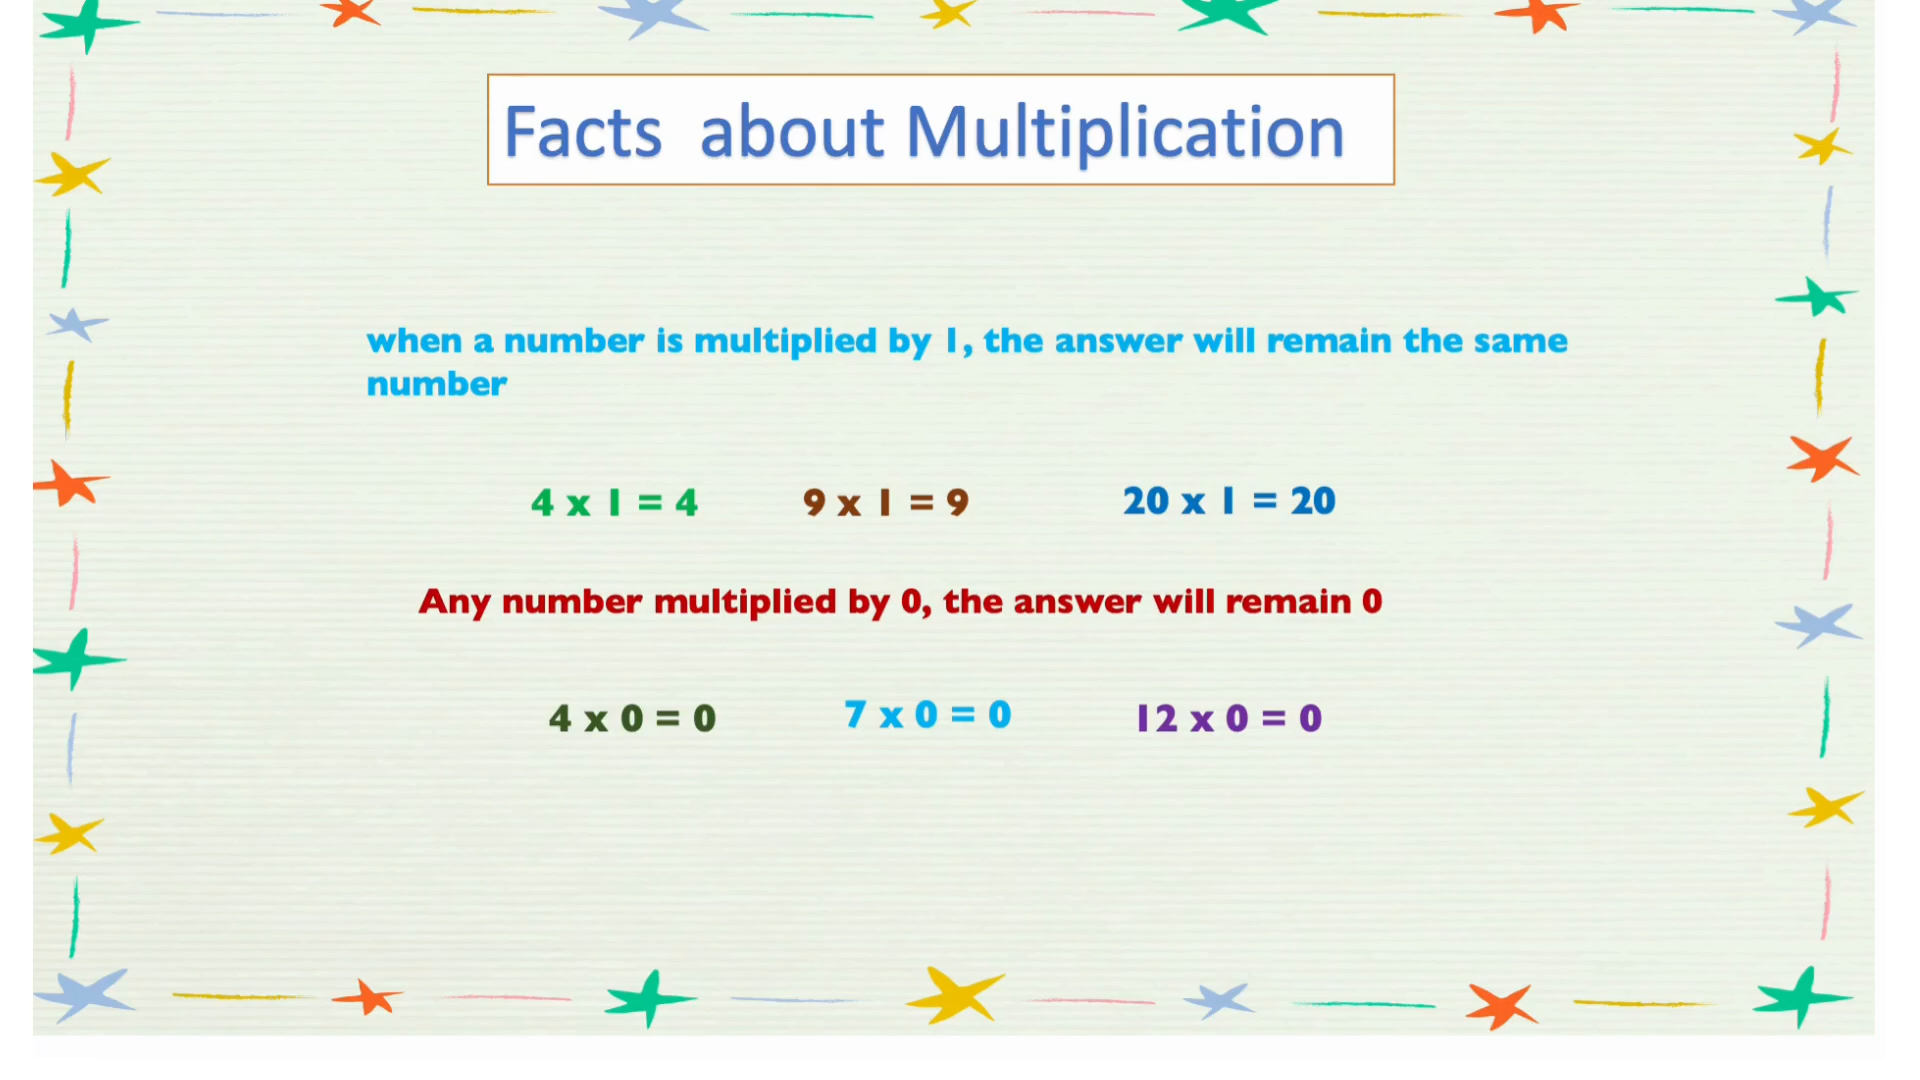 Facts  about Multiplication
when a number is multiplied by 1, the answer will remain the same
number
4 x 1 = 4 9 x 1 = 9 20 x 1 = 20
Any number multiplied by 0, the answer will remain 0
4 x 0 = 0 7 x 0 = 0 12 x 0 = 0